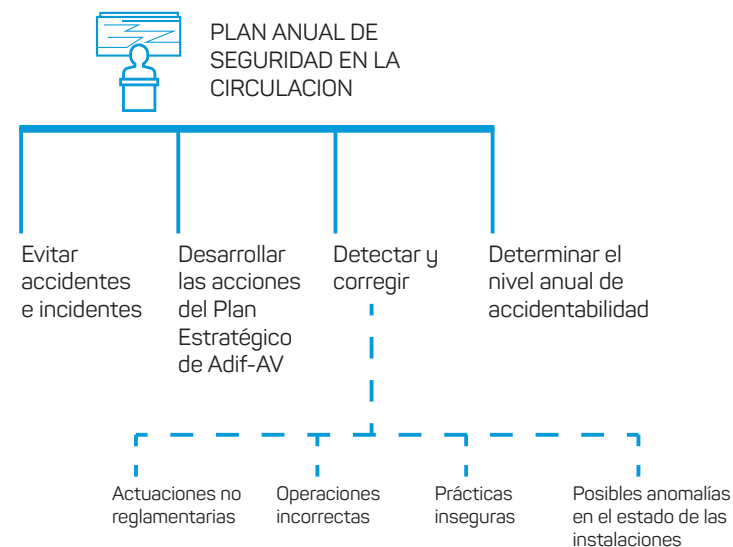 PLAN ANUAL DE
SEGURIDAD EN LA
CIRCULACION
Evitar
accidentes
e incidentes
Desarrollar
las acciones
del Plan
Estratégico
de Adif-AV
Detectar y
corregir
Determinar el
nivel anual de
accidentabilidad
Actuaciones no
reglamentarias
Operaciones
incorrectas
Prácticas
inseguras
Posibles anomalías
en el estado de las
instalaciones